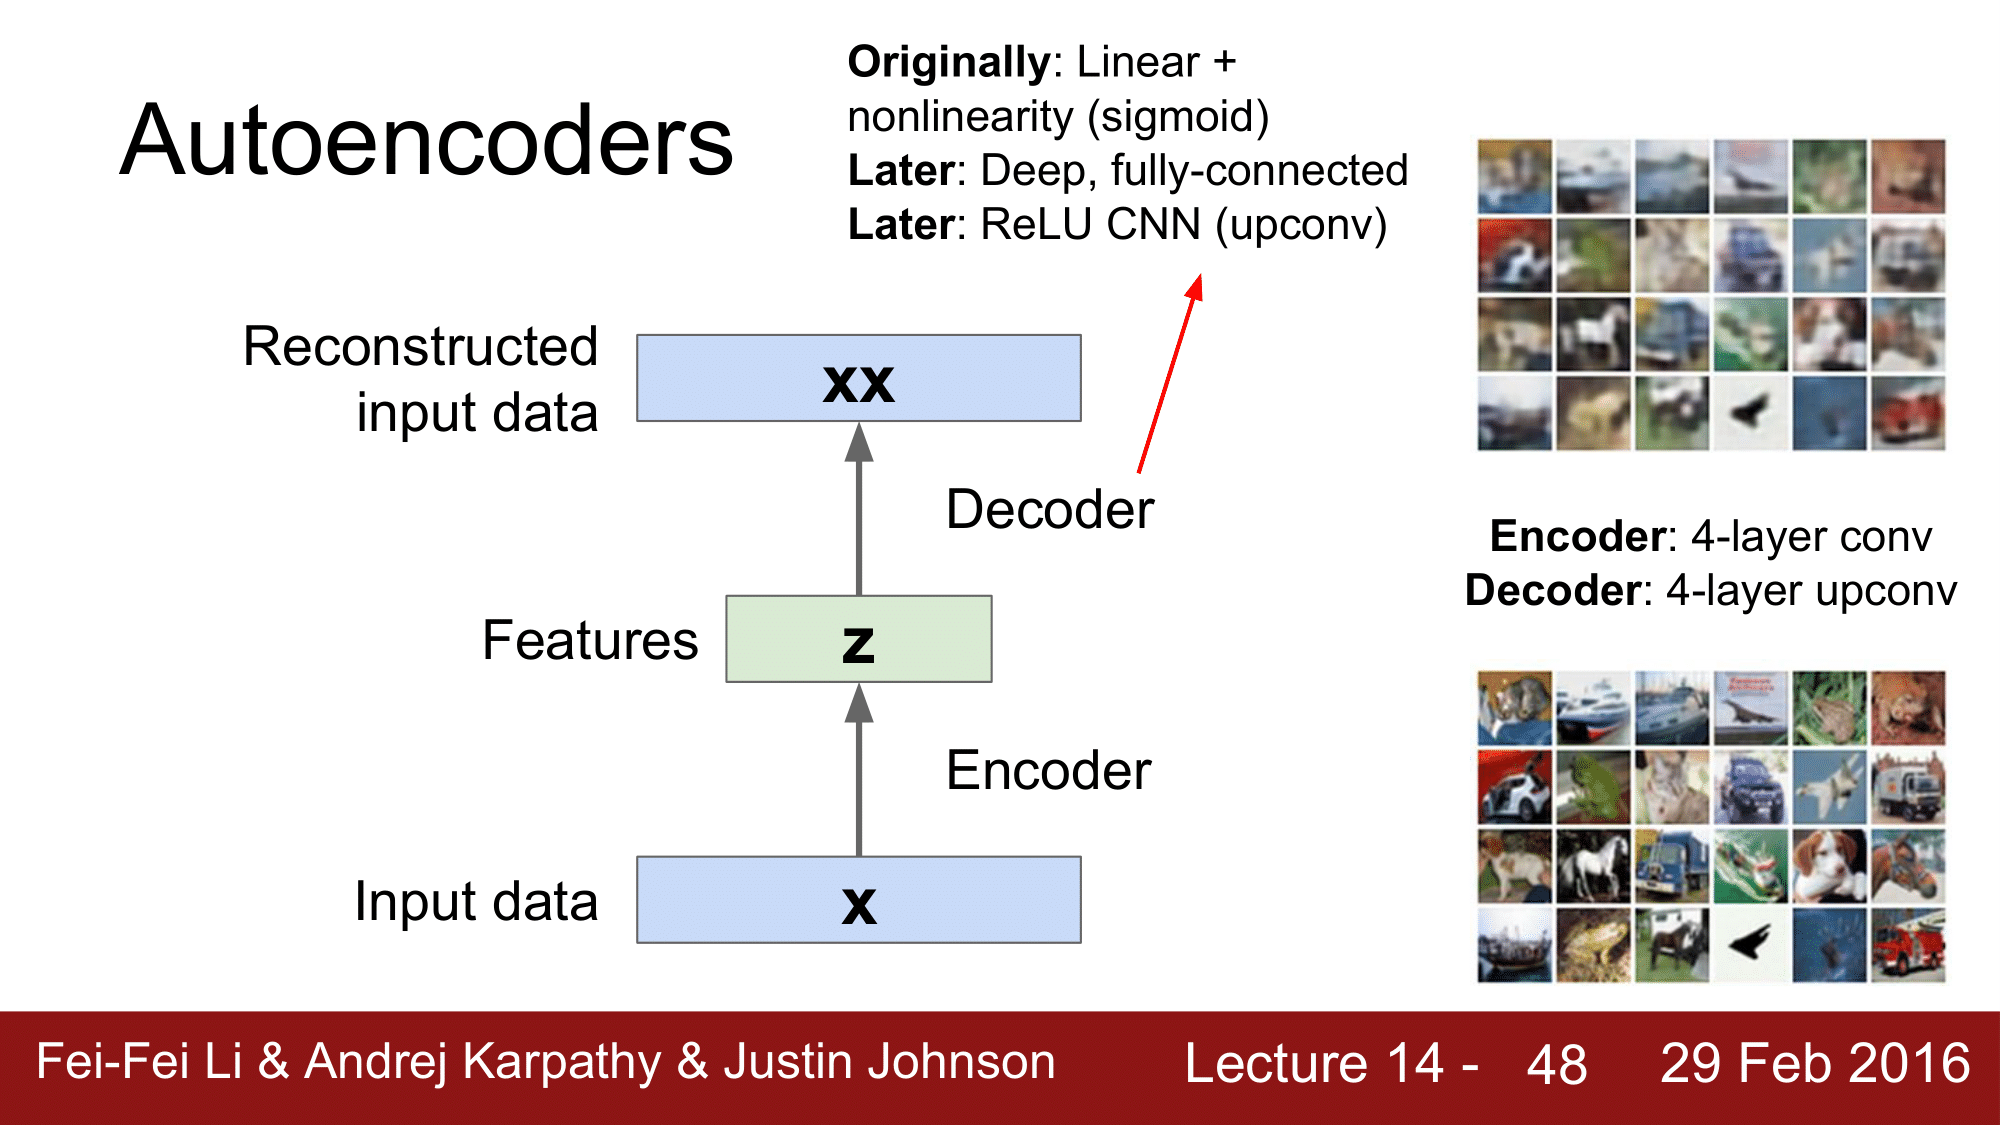 Autoencoders
Originally: Linear +
nonlinearity (sigmoid)
Later: Deep, fully-connected
Later: ReLU CNN (upconv)
Reconstructed
input data
xx
Decoder
Features
z
Encoder
Input data
x
Encoder: 4-layer conv
Decoder: 4-layer upconv
Fei-Fei Li & Andrej Karpathy & Justin Johnson
Lecture 14 - 48
29 Feb 2016